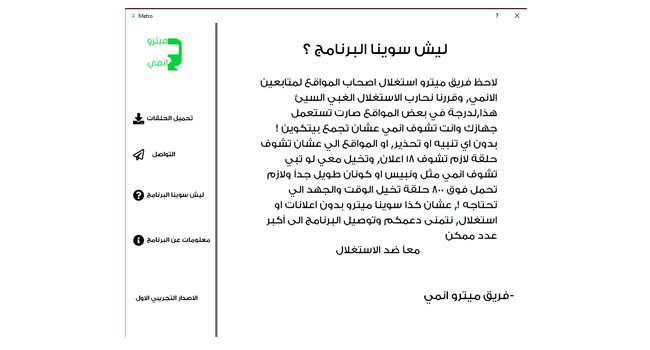 Metro
?
ميترو
انمي
تحميل الحلقات
التواصل
ليش سوينا البرنامج
معلومات عن البرنامج
الاصدار التجريبي الاول
ليش سوينا البرنامج ؟
لاحظ فريق ميترو استغلال اصحاب المواقع لمتابعين
الانمي, وقررنا نحارب الاستغلال الغبي السيئ
هذا,لدرجة في بعض المواقع صارت تستعمل
جهازك وانت تشوف انمي عشان تجمع بيتكوين !
بدون اي تنبيه او تحذير, او المواقع الي عشان تشوف
حلقة لازم تشوف ١٨ اعلان, وتخيل معي لو تبي
تشوف انمي مثل ونبيس او كونان طويل جداً ولازم
تحمل فوق ٨٠٠ حلقة تخيل الوقت والجهد الي
تحتاجه !, عشان كذا سوينا ميترو بدون اعلانات او
استغلال, نتمنى دعمكم وتوصيل البرنامج الى أكبر
عدد ممكن
معاً ضد الاستغلال
-فريق ميترو انمي